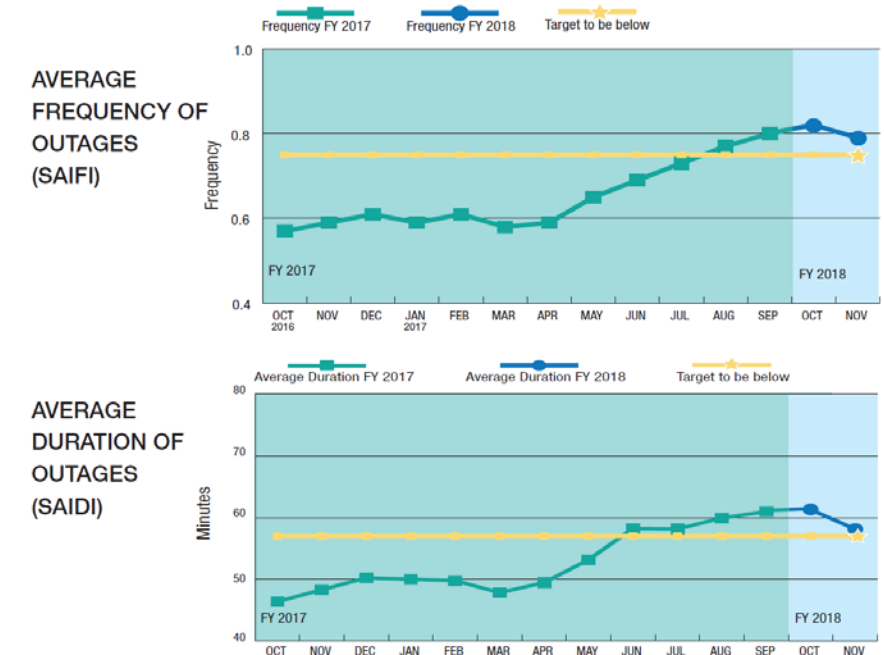 Frequency FY 2017 Frequency FY 2018 Target to be below
AVERAGE
FREQUENCY OF
OUTAGES
(SAIFI)
Frequency
1.0
0.8
0.6
0.4
FY 2017 FY 2018
OCT NOV DEC JAN FEB MAR APR MAY JUN JUL AUG SEP OCT NOV
2016 2017
Average Duration FY 2017 Average Duration FY 2018 Target to be below
AVERAGE
DURATION OF
OUTAGES
(SAIDI)
Minutes
80
70
60
50
40
FY 2017 FY 2018
OCT NOV DEC JAN FEB MAR APR MAY JUN JUL AUG SEP OCT NOV